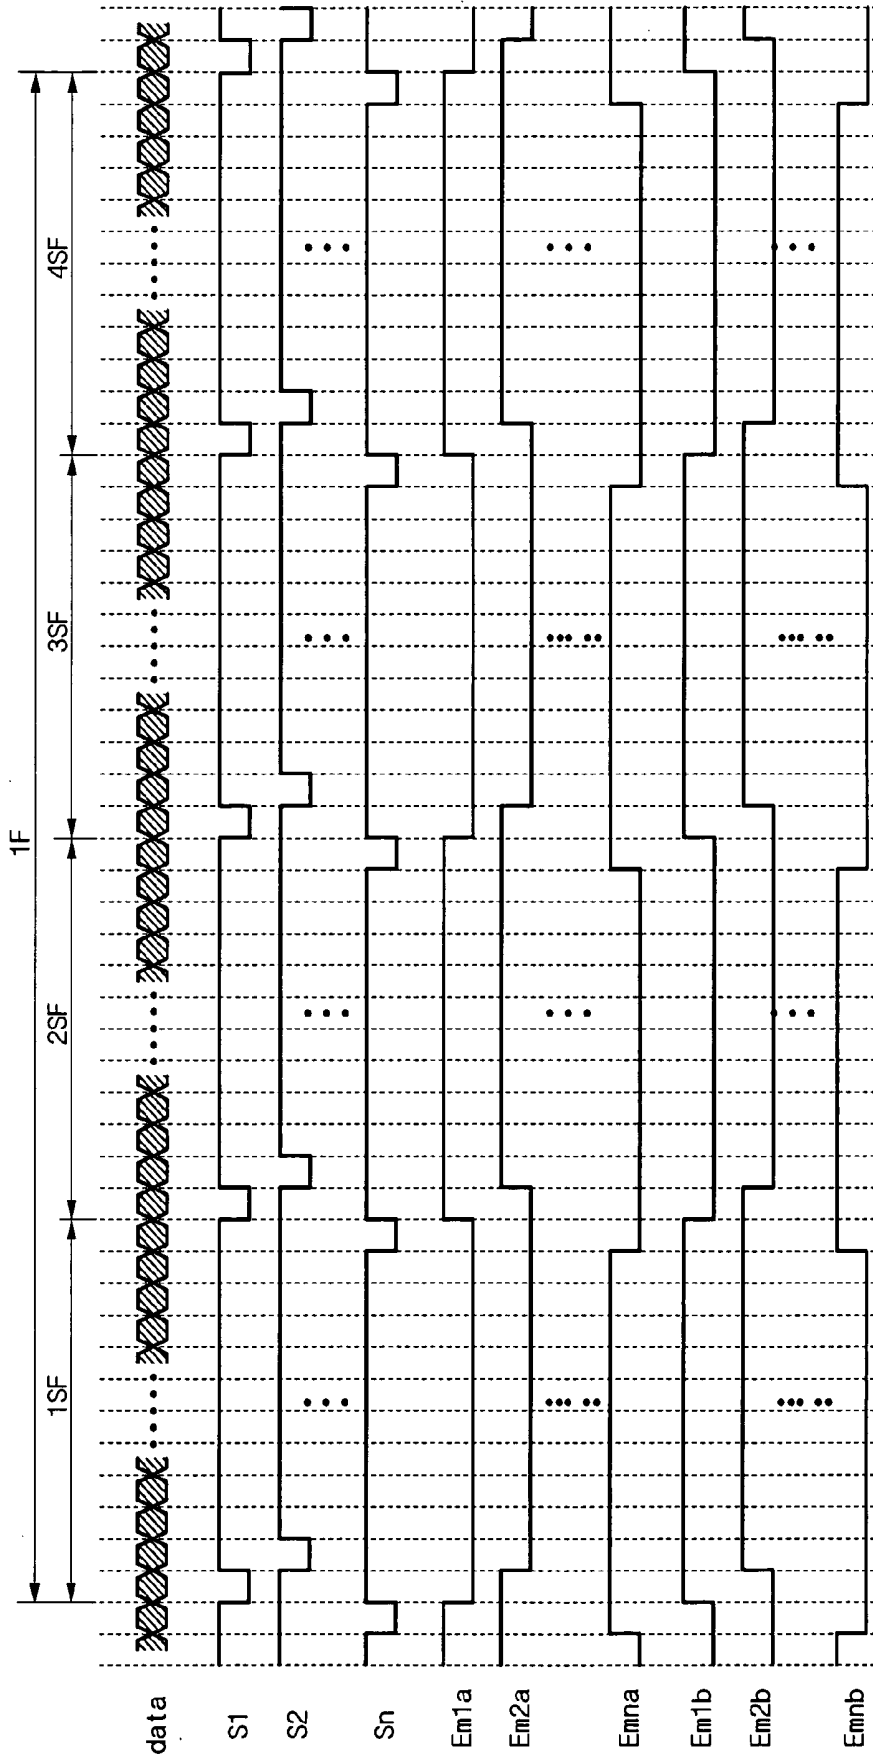 1F
1SF
2SF
3SF
4SF
data
S1
S2
Sn
Em1a
Em2a
Emna
Em1b
Em2b
Emnb